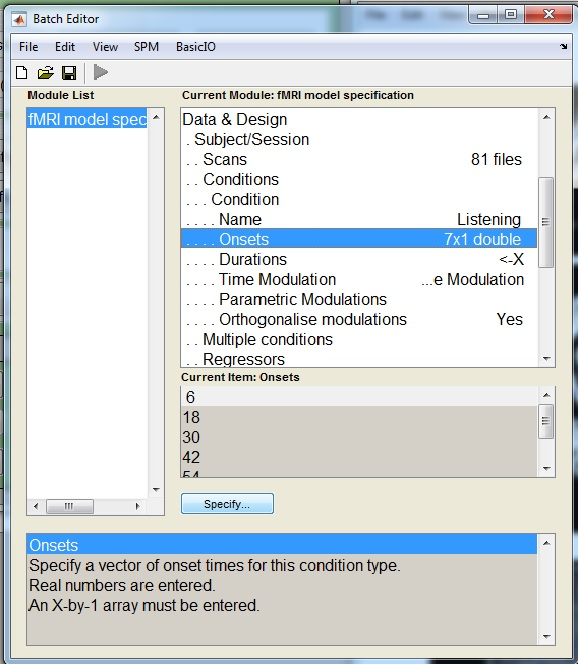 Batch Editor
File Edit View SPM BasicIO
Module List
Current Module: fMRI model specification
fMRI model spec
Data & Design
. Subject/Session
. . Scans 81 files
. . Conditions
. . . Condition
. . . . Name Listening
. . . . Onsets 7x1 double
. . . . Durations <-X
. . . . Time Modulation ...e Modulation
. . . . Parametric Modulations
. . . . Orthogonalise modulations Yes
. . Multiple conditions
. . Regressors
Current Item: Onsets
6
18
30
42
54
Specify...
Onsets
Specify a vector of onset times for this condition type.
Real numbers are entered.
An X-by-1 array must be entered.